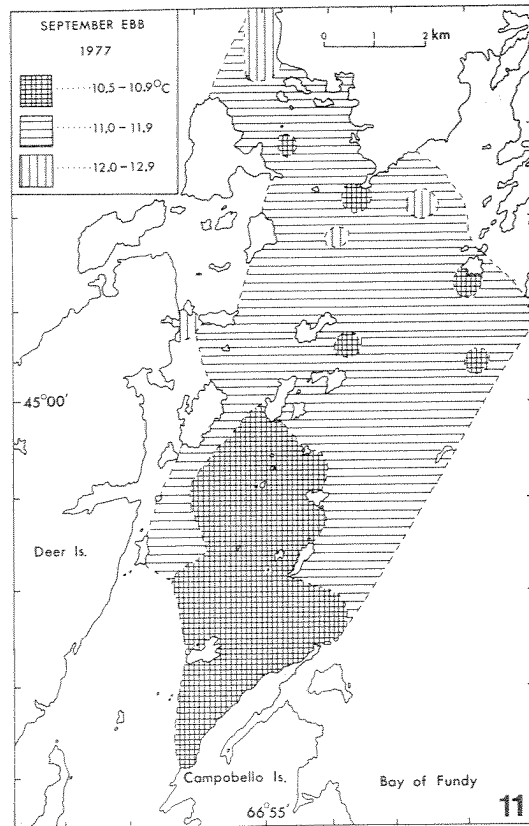 SEPTEMBER EBB
1977
10.5 – 10.9°C
11.0 – 11.9
12.0 – 12.9
0 2 km
45°00'
Deer Is.
Campobello Is.
Bay of Fundy
66°55'
11